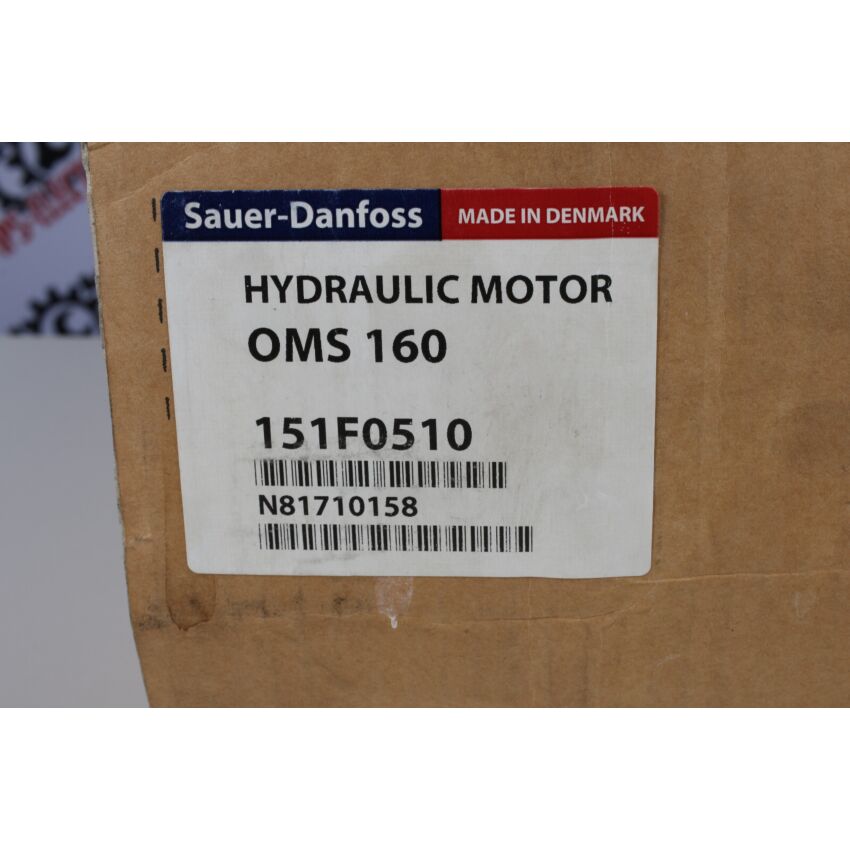 Sauer-Danfoss MADE IN DENMARK
HYDRAULIC MOTOR
OMS 160
151F0510
N81710158